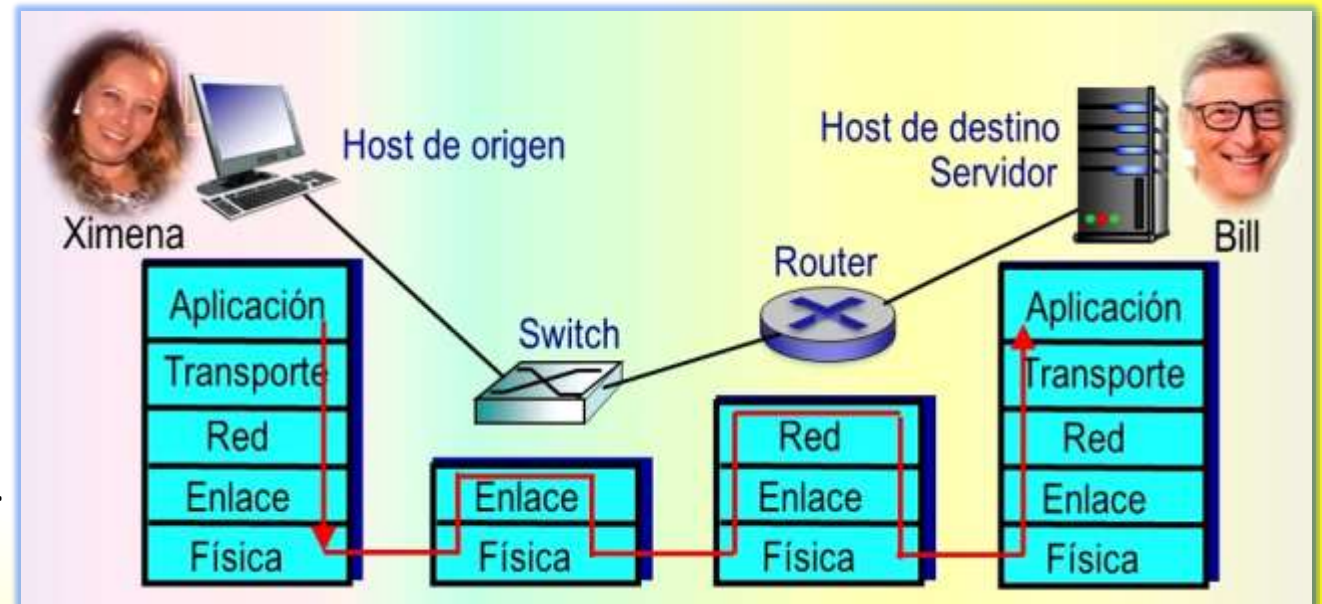 Host de origen
Host de destino
Servidor
Ximena
Bill
Router
Switch
Aplicación
Transporte
Red
Enlace
Física
Enlace
Física
Red
Enlace
Física
Aplicación
Transporte
Red
Enlace
Física